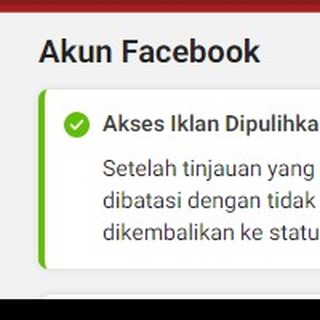 Akun Facebook
Akses Iklan Dipulihka
Setelah tinjauan yang
dibatasi dengan tidak
dikembalikan ke statu